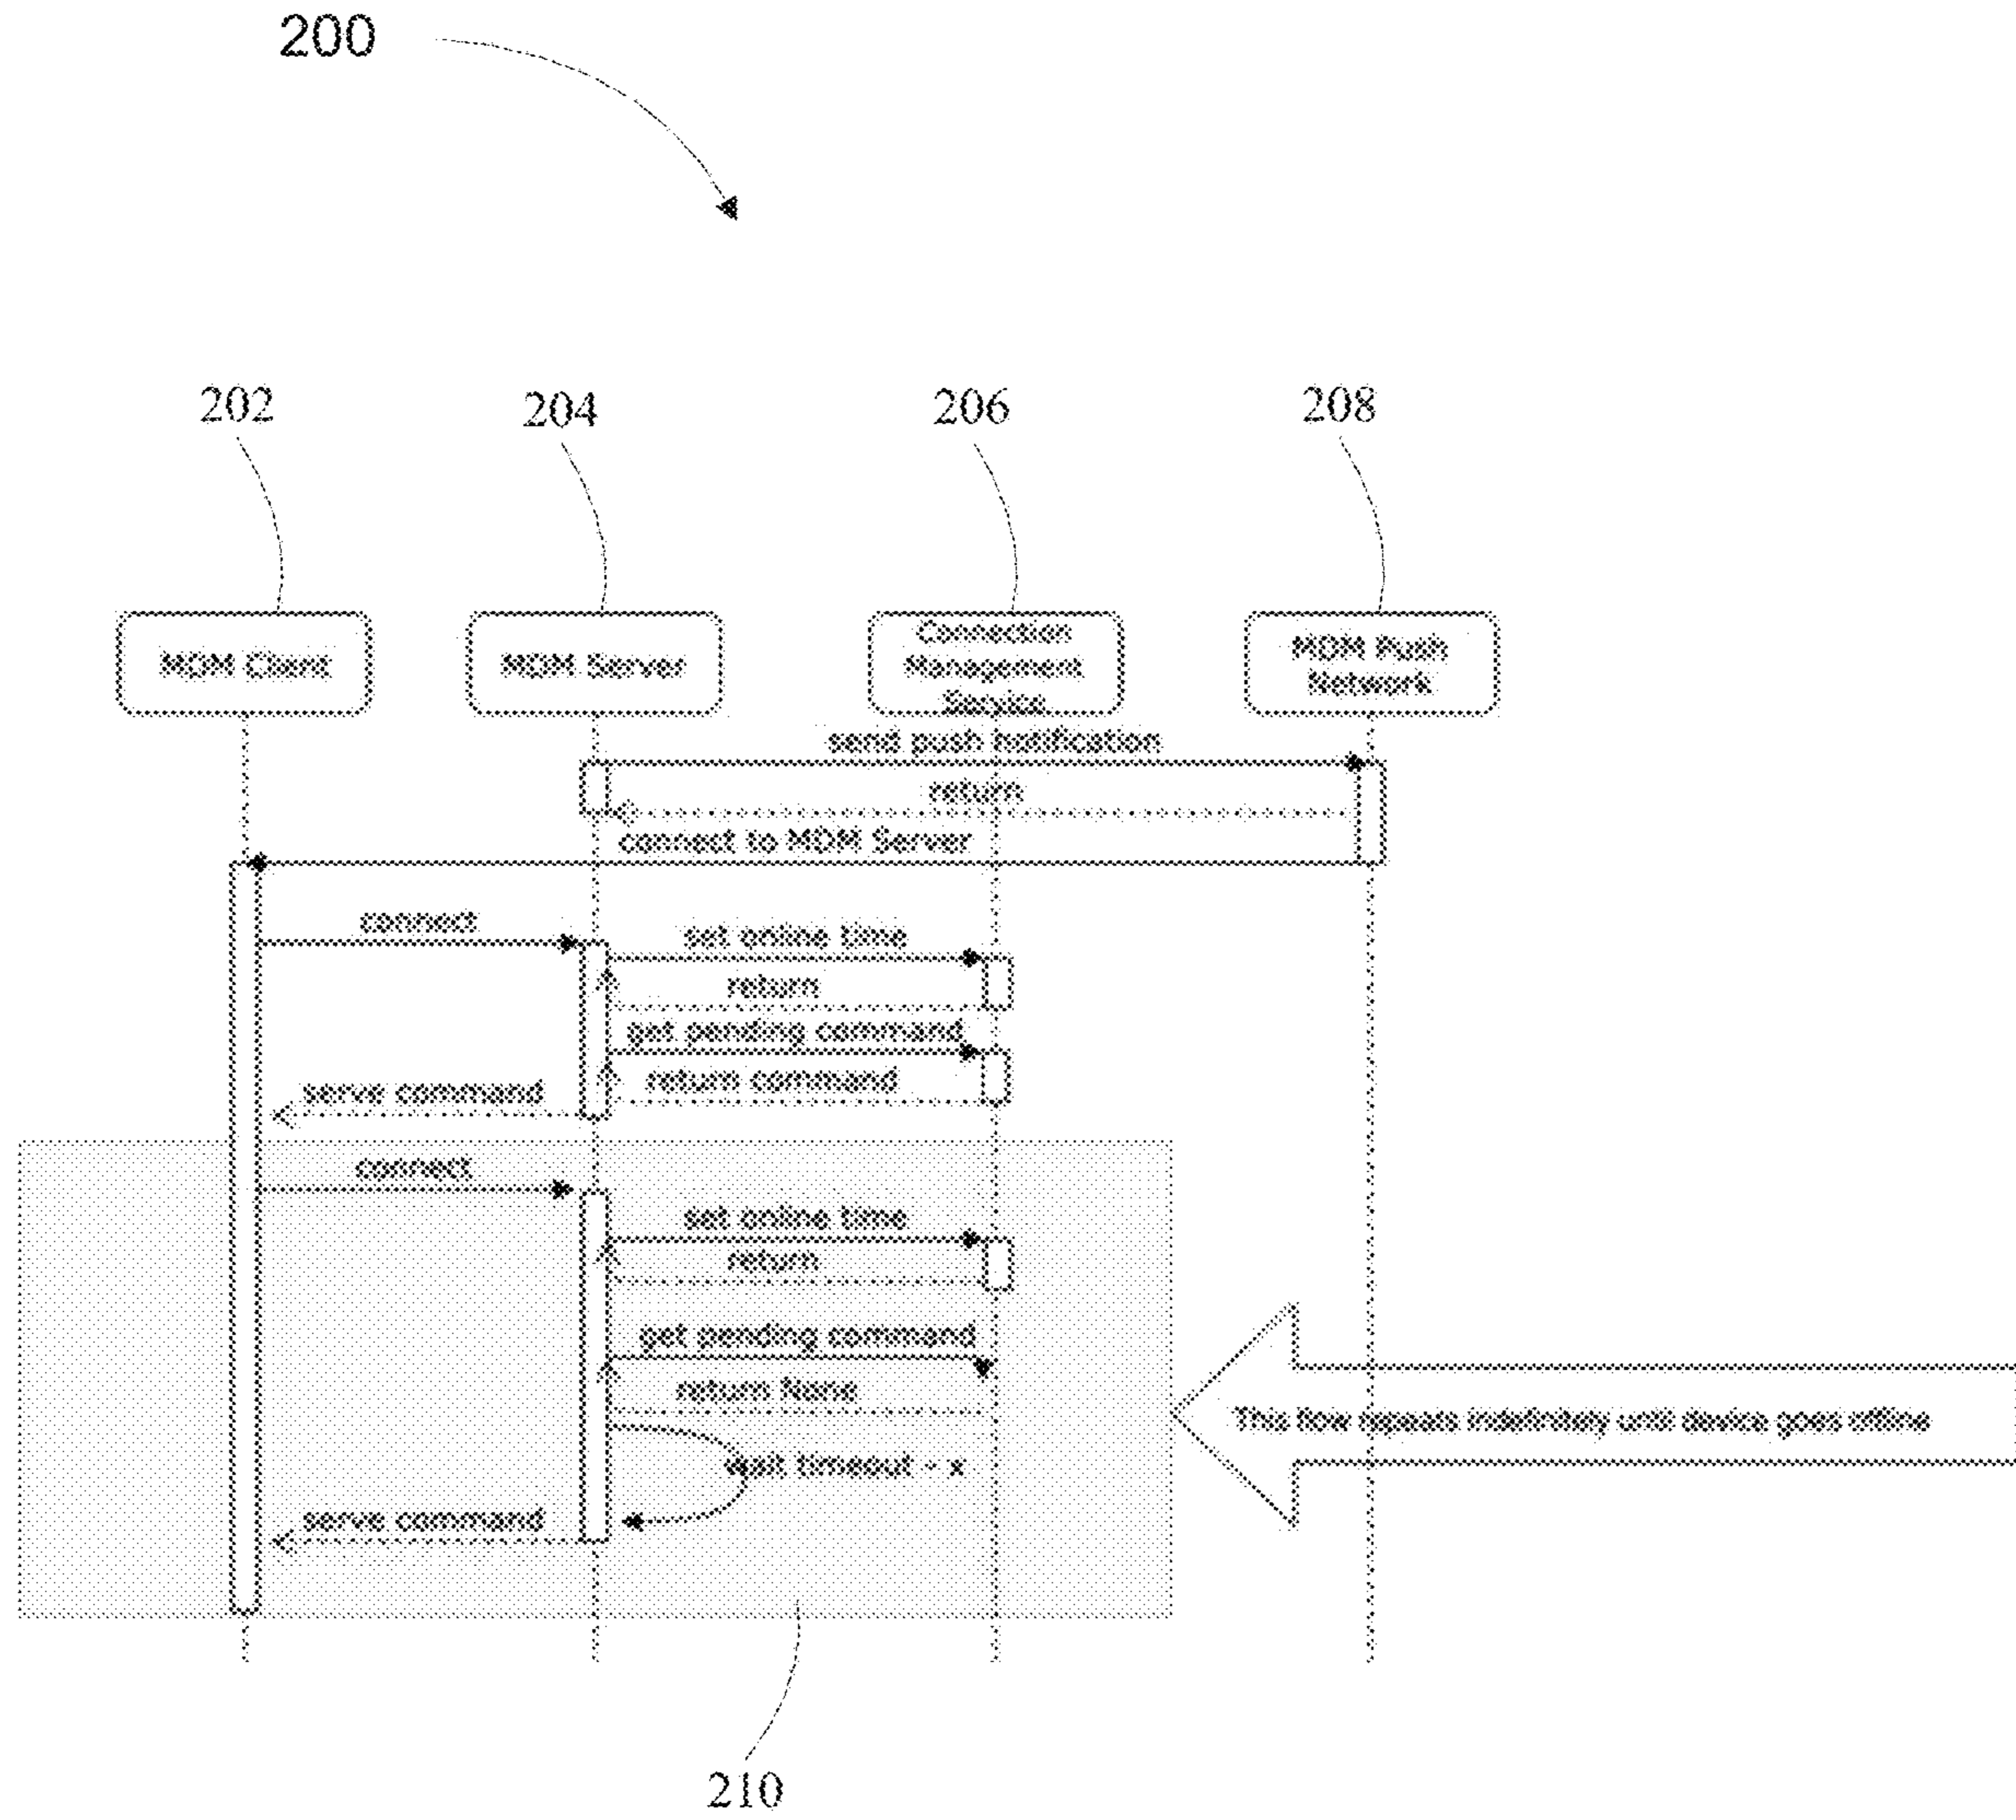 200
202
204
206
208
MDM Client
MDM Server
Connection
Management
Service
MDM Push
Network
send push notification
return
connect to MDM Server
connect
set online time
return
get pending command
return command
serve command
connect
set online time
return
get pending command
return None
This flow repeats indefinitely until device goes offline
wait timeout - x
serve command
210